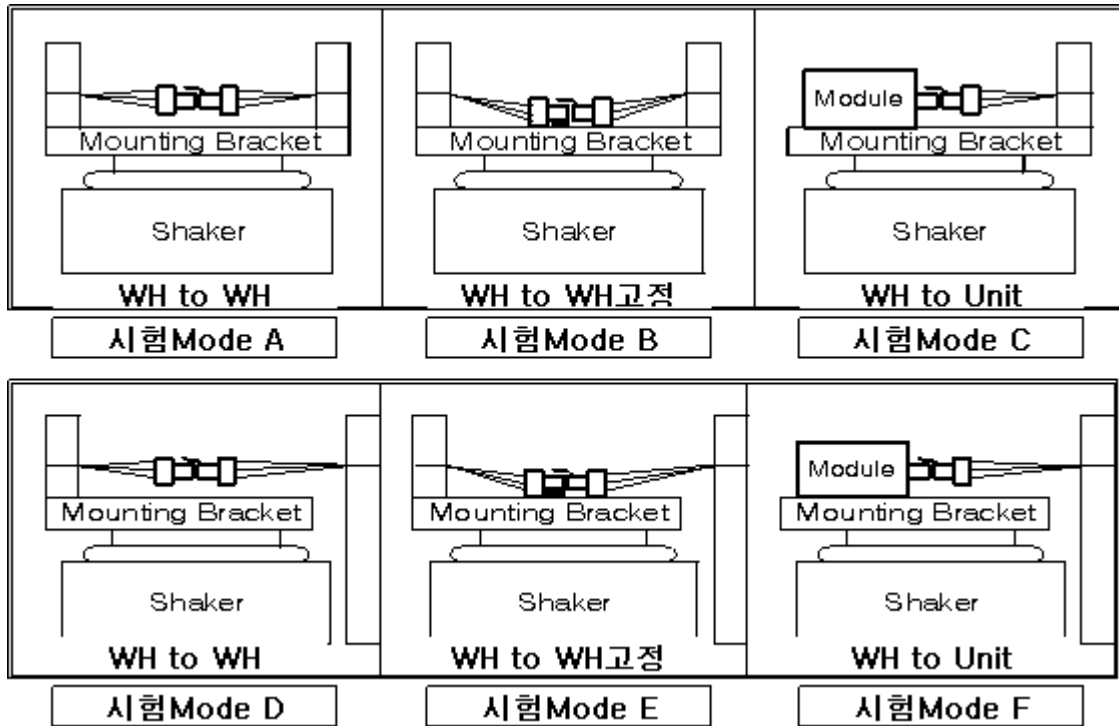 Module
Mounting Bracket
Mounting Bracket
Mounting Bracket
Shaker
Shaker
Shaker
WH to WH
WH to WH고정
WH to Unit
시험Mode A
시험Mode B
시험Mode C
Module
Mounting Bracket
Mounting Bracket
Mounting Bracket
Shaker
Shaker
Shaker
WH to WH
WH to WH고정
WH to Unit
시험Mode D
시험Mode E
시험Mode F